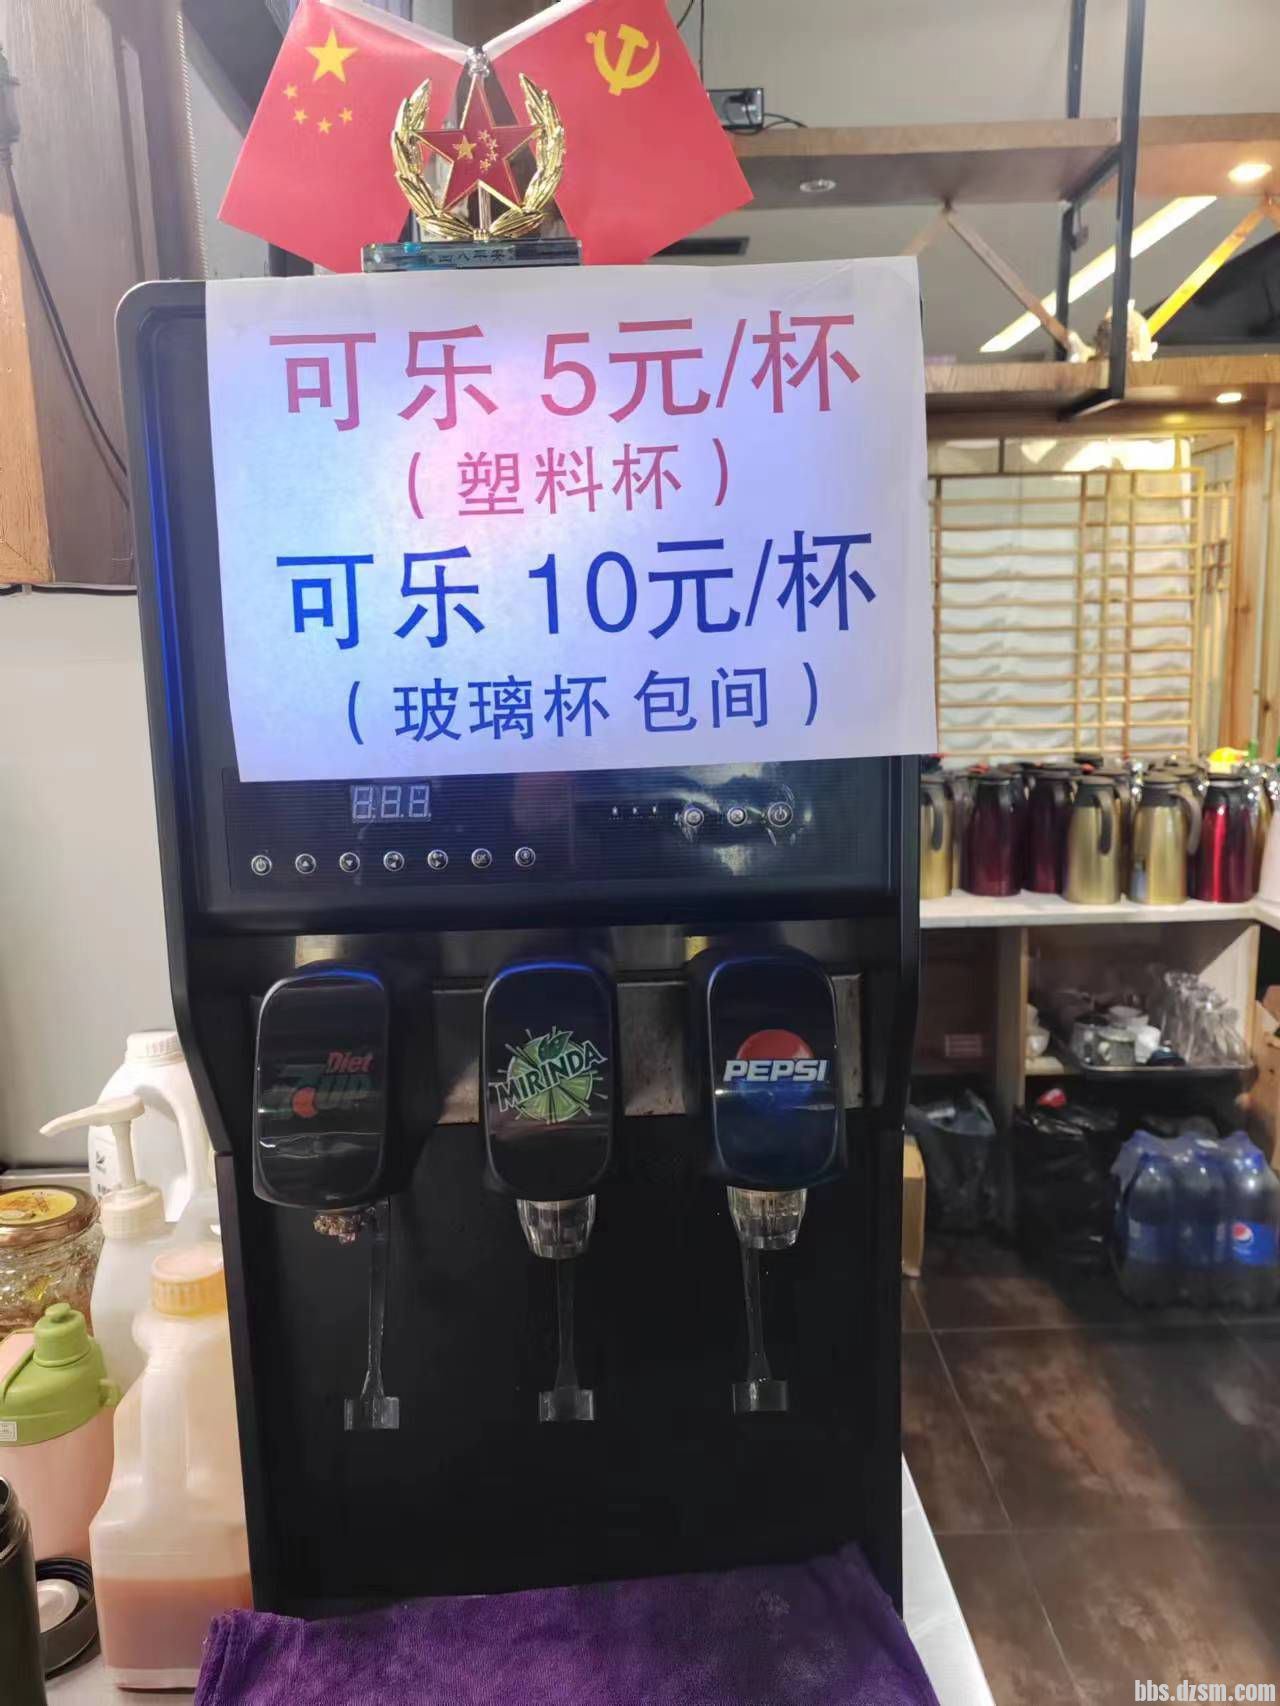 可乐 5元/杯
（塑料杯）
可乐 10元/杯
（玻璃杯 包间）
Diet
7UP
MIRINDA
PEPSI
bbs.dzsm.com